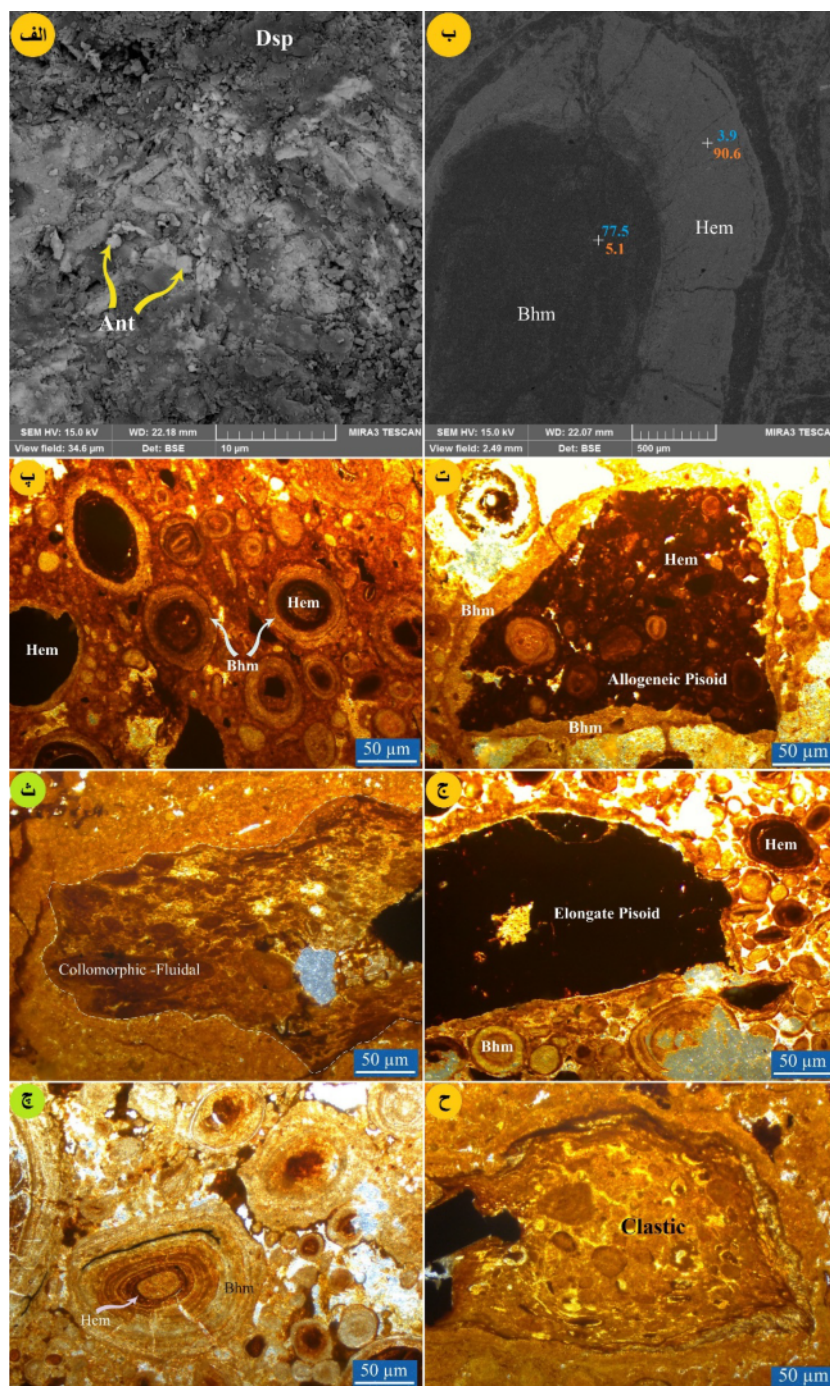 الف
Dsp
Ant
SEM HV: 15.0 kV WD: 22.18 mm MIRA3 TESCAN
View field: 34.6 µm Det: BSE 10 µm
ب
3.9
90.6
77.5
5.1
Hem
Bhm
SEM HV: 15.0 kV WD: 22.07 mm MIRA3 TESCAN
View field: 2.49 mm Det: BSE 500 µm
پ
Hem
Hem
Bhm
50 µm
ت
Hem
Bhm
Allogeneic Pisoid
Bhm
50 µm
ث
Collomorphic -Fluidal
50 µm
ج
Hem
Elongate Pisoid
Bhm
50 µm
چ
Bhm
Hem
50 µm
ح
Clastic
50 µm